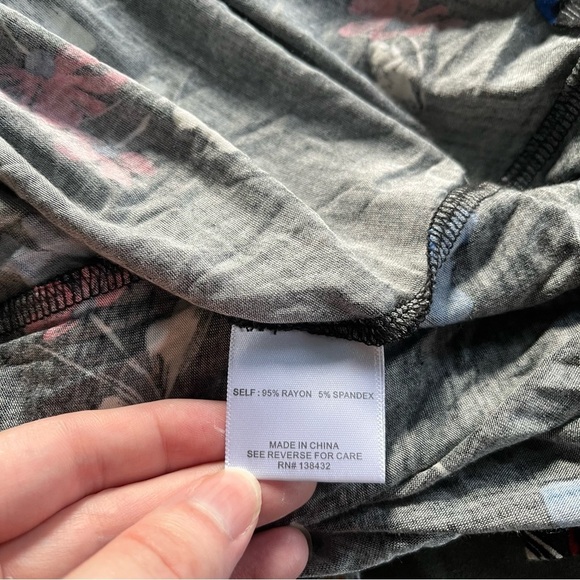 SELF : 95% RAYON 5% SPANDEX
MADE IN CHINA
SEE REVERSE FOR CARE
RN# 138432